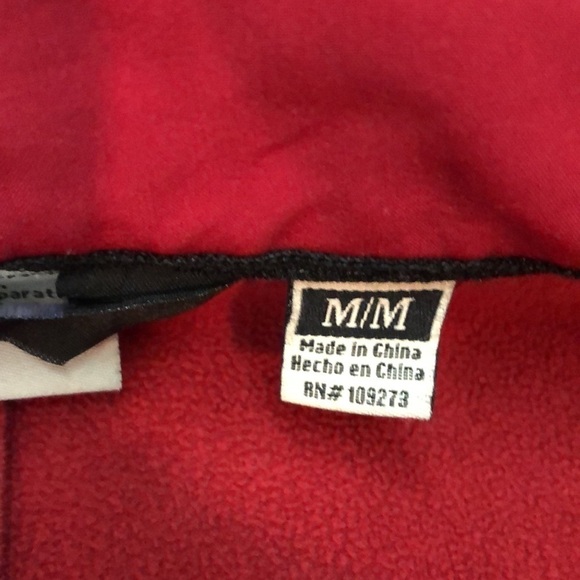 M/M
Made in China
Hecho en China
RN# 109273